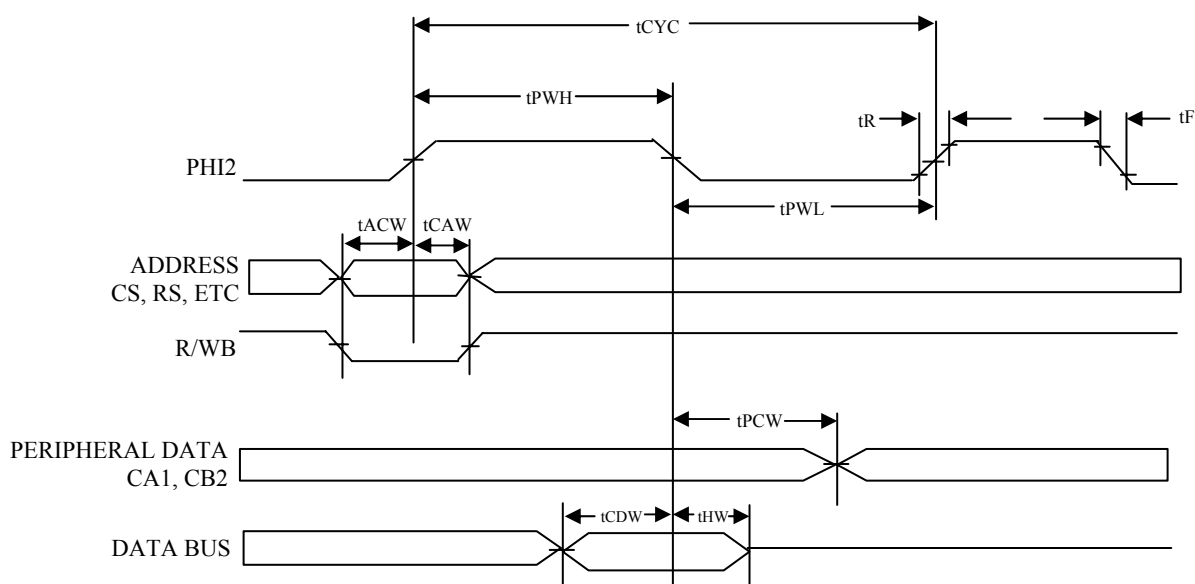 tCYC
tPWH
tR
tF
PHI2
tPWL
tACW
tCAW
ADDRESS
CS, RS, ETC
R/WB
tPCW
PERIPHERAL DATA
CA1, CB2
tCDW
tHW
DATA BUS